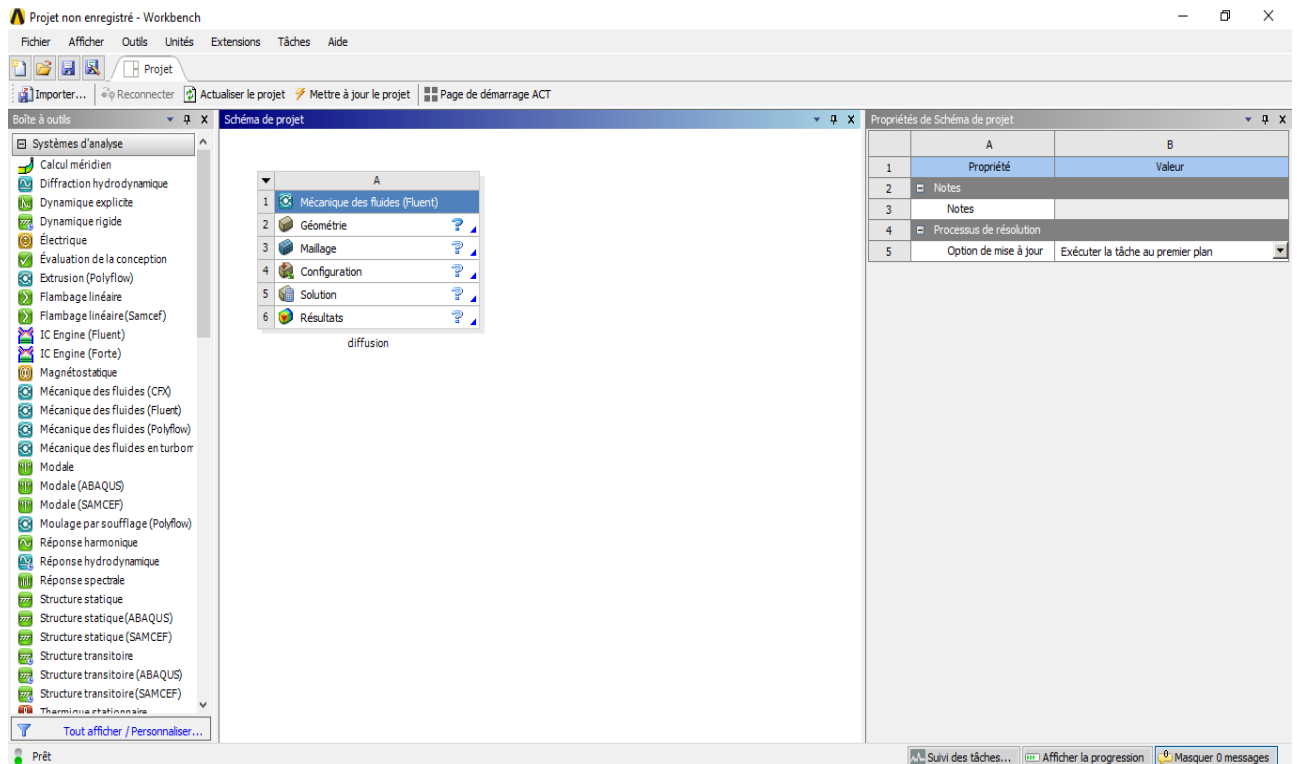 Projet non enregistré - Workbench
Fichier Afficher Outils Unités Extensions Tâches Aide
Projet
Importer... Reconnecter Actualiser le projet Mettre à jour le projet Page de démarrage ACT
Boîte à outils
Systèmes d'analyse
Calcul méridien
Diffraction hydrodynamique
Dynamique explicite
Dynamique rigide
Électrique
Évaluation de la conception
Extrusion (Polyflow)
Flambage linéaire
Flambage linéaire (Samcef)
IC Engine (Fluent)
IC Engine (Forte)
Magnétostatique
Mécanique des fluides (CFX)
Mécanique des fluides (Fluent)
Mécanique des fluides (Polyflow)
Mécanique des fluides en turbom
Modale
Modale (ABAQUS)
Modale (SAMCEF)
Moulage par soufflage (Polyflow)
Réponse harmonique
Réponse hydrodynamique
Réponse spectrale
Structure statique
Structure statique (ABAQUS)
Structure statique (SAMCEF)
Structure transitoire
Structure transitoire (ABAQUS)
Structure transitoire (SAMCEF)
Thermique stationnaire
Tout afficher / Personnaliser...
Schéma de projet
A
1 Mécanique des fluides (Fluent)
2 Géométrie ?
3 Maillage ?
4 Configuration ?
5 Solution ?
6 Résultats ?
diffusion
Propriétés de Schéma de projet
A B
1 Propriété Valeur
2 Notes
3 Notes
4 Processus de résolution
5 Option de mise à jour Exécuter la tâche au premier plan
Prêt
Suivi des tâches... Afficher la progression Masquer 0 messages